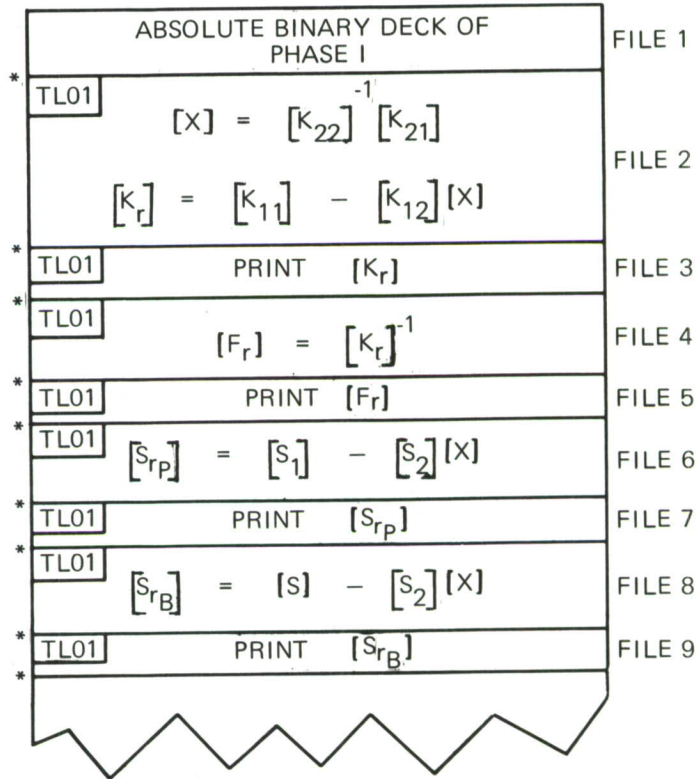 ABSOLUTE BINARY DECK OF
PHASE I
FILE 1
*
TL01
[X] = [K22]-1 [K21]
FILE 2
[Kr] = [K11] - [K12] [X]
*
TL01 PRINT [Kr] FILE 3
*
TL01
[Fr] = [Kr]-1
FILE 4
*
TL01 PRINT [Fr] FILE 5
*
TL01
[SrP] = [S1] - [S2] [X]
FILE 6
*
TL01 PRINT [SrP] FILE 7
*
TL01
[SrB] = [S] - [S2] [X]
FILE 8
*
TL01 PRINT [SrB] FILE 9
*